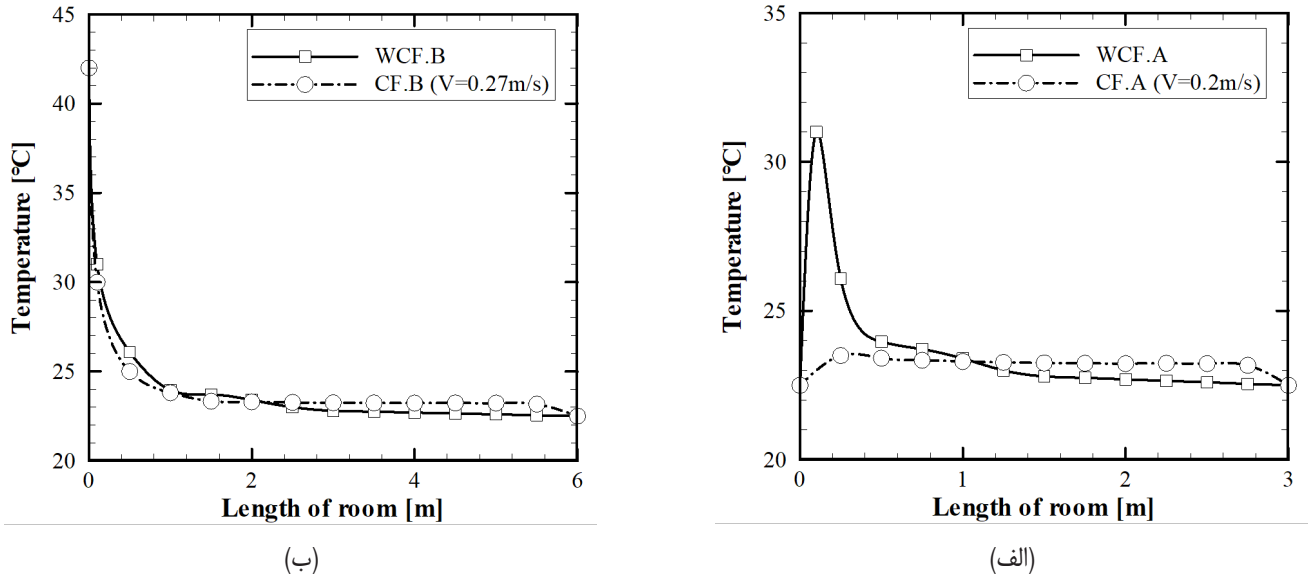 45
40
35
30
25
20
Temperature [°C]
WCF.B
CF.B (V=0.27m/s)
0 2 4 6
Length of room [m]
(ب)
35
30
25
20
Temperature [°C]
WCF.A
CF.A (V=0.2m/s)
0 1 2 3
Length of room [m]
(الف)